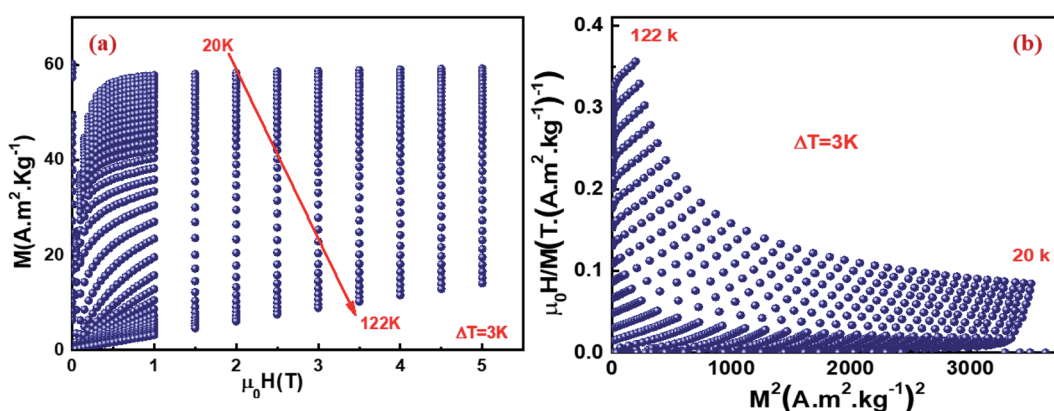 (a)
20K
122K
ΔT=3K
M(A.m².Kg⁻¹)
60
40
20
0
0
1
2
3
4
5
μ₀H(T)
(b)
122 k
ΔT=3K
20 k
μ₀H/M(T.(A.m².kg⁻¹)⁻¹)
0.4
0.3
0.2
0.1
0.0
0
1000
2000
3000
M²(A.m².kg⁻¹)²